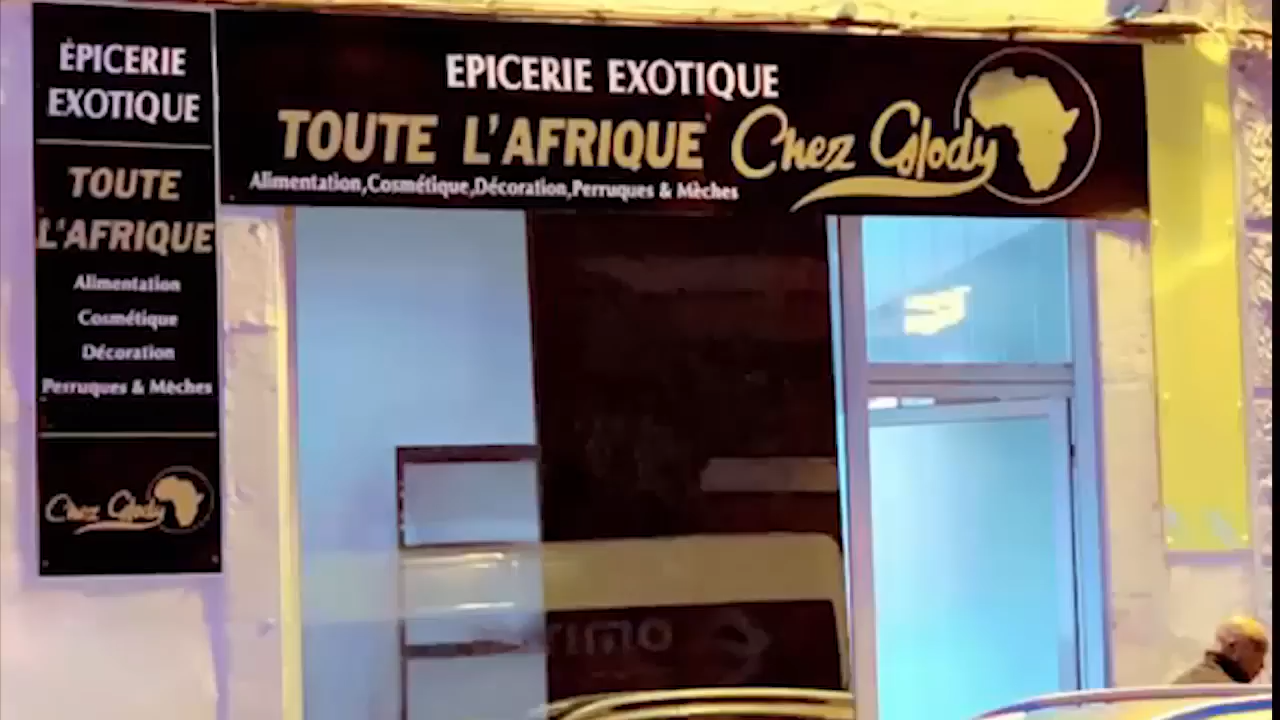 ÉPICERIE
EXOTIQUE
TOUTE
L'AFRIQUE
Alimentation
Cosmétique
Décoration
Perruques & Mèches
Chez Glody
EPICERIE EXOTIQUE
TOUTE L'AFRIQUE Chez Glody
Alimentation,Cosmétique,Décoration,Perruques & Mèches